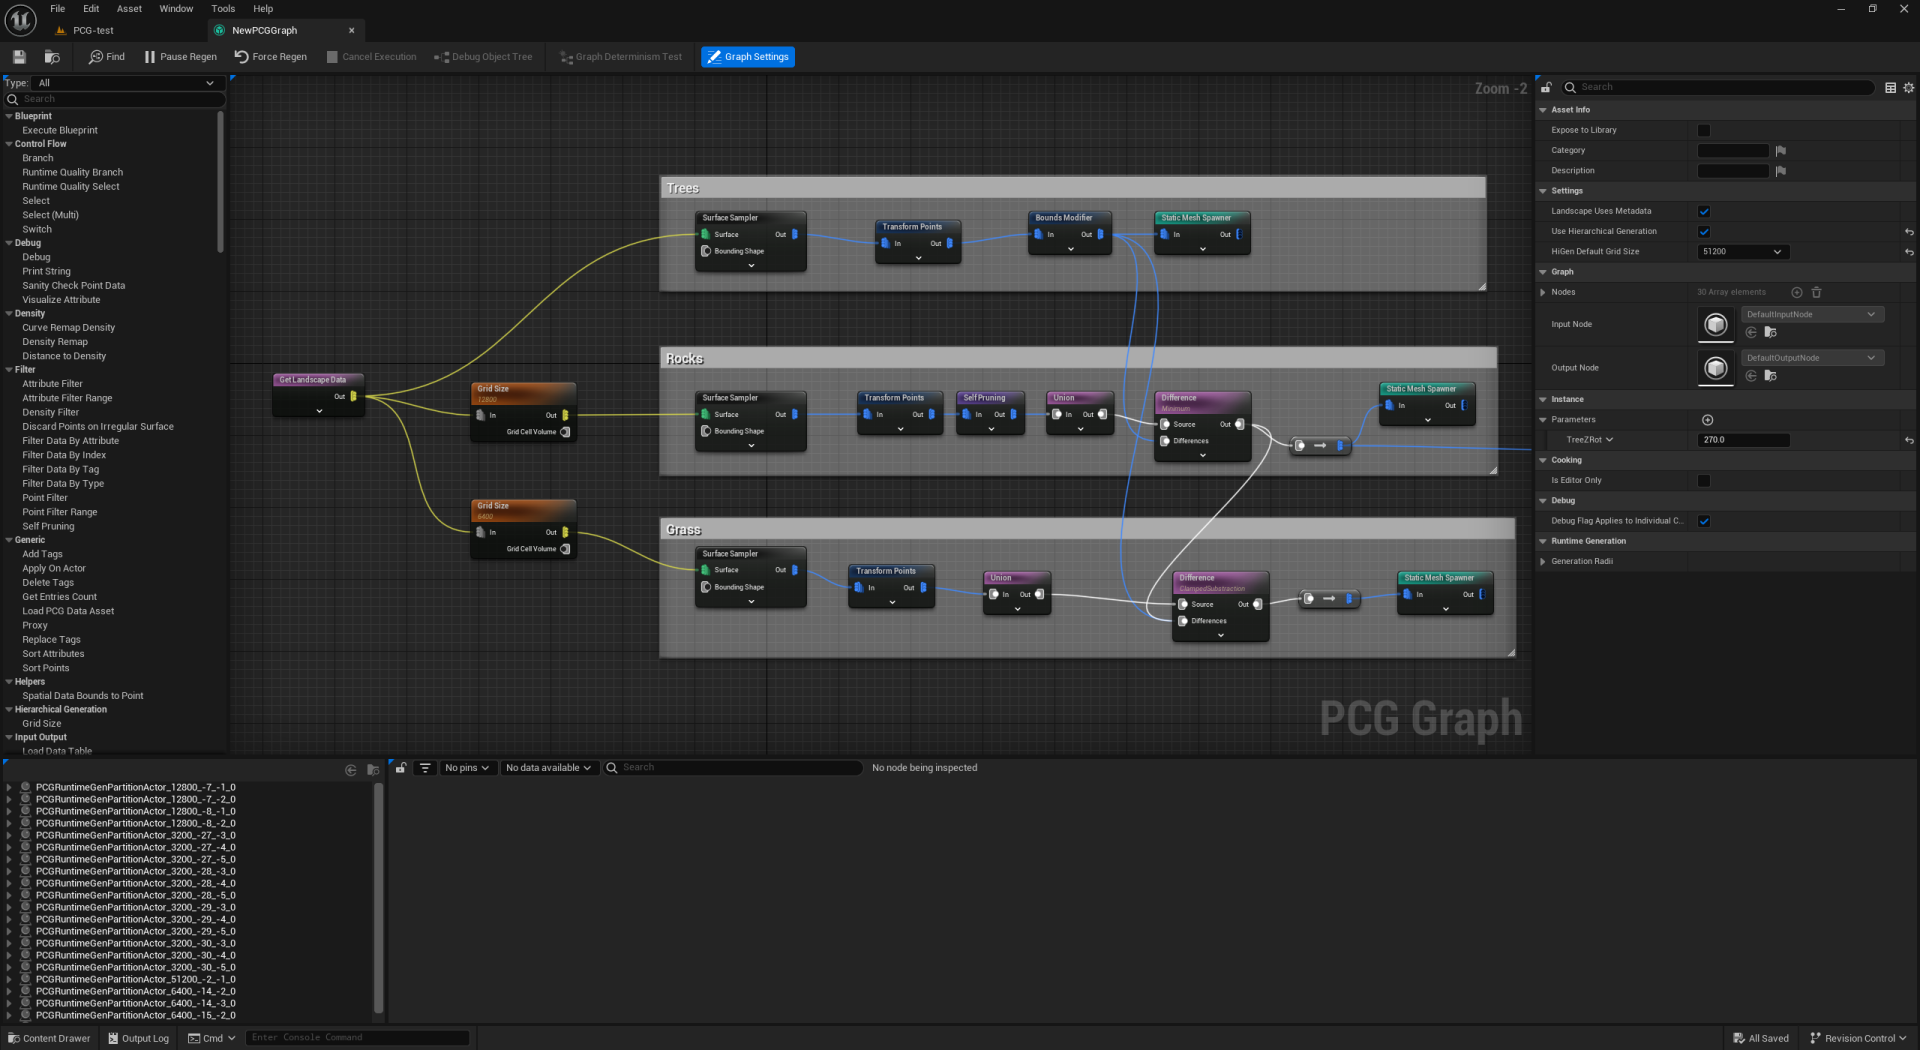 File Edit Asset Window Tools Help
PCG-test
NewPCGGraph
Find Pause Regen Force Regen Cancel Execution Debug Object Tree Graph Determinism Test Graph Settings
Type: All
Search
Blueprint
Execute Blueprint
Control Flow
Branch
Runtime Quality Branch
Runtime Quality Select
Select
Select (Multi)
Switch
Debug
Debug
Print String
Sanity Check Point Data
Visualize Attribute
Density
Curve Remap Density
Density Remap
Distance to Density
Filter
Attribute Filter
Attribute Filter Range
Density Filter
Discard Points on Irregular Surface
Filter Data By Attribute
Filter Data By Index
Filter Data By Tag
Filter Data By Type
Point Filter
Point Filter Range
Self Pruning
Generic
Add Tags
Apply On Actor
Delete Tags
Get Entries Count
Load PCG Data Asset
Proxy
Replace Tags
Sort Attributes
Sort Points
Helpers
Spatial Data Bounds to Point
Hierarchical Generation
Grid Size
Input Output
Load Data Table
Zoom -2
Trees
Surface Sampler
Surface Out
Bounding Shape
Transform Points
In Out
Bounds Modifier
In Out
Static Mesh Spawner
In Out
Get Landscape Data
Out
Grid Size
12800
In Out
Grid Cell Volume
Grid Size
6400
In Out
Grid Cell Volume
Rocks
Surface Sampler
Surface Out
Bounding Shape
Transform Points
In Out
Self Pruning
In Out
Union
In Out
Difference
Minimum
Source Out
Differences
Static Mesh Spawner
In Out
Grass
Surface Sampler
Surface Out
Bounding Shape
Transform Points
In Out
Union
In Out
Difference
ClampedSubstraction
Source Out
Differences
Static Mesh Spawner
In Out
PCG Graph
Search
Asset Info
Expose to Library
Category
Description
Settings
Landscape Uses Metadata
Use Hierarchical Generation
HiGen Default Grid Size 51200
Graph
Nodes 30 Array elements
Input Node DefaultInputNode
Output Node DefaultOutputNode
Instance
Parameters
TreeZRot 270.0
Cooking
Is Editor Only
Debug
Debug Flag Applies to Individual C...
Runtime Generation
Generation Radii
No pins No data available Search No node being inspected
PCGRuntimeGenPartitionActor_12800_-7_-1_0
PCGRuntimeGenPartitionActor_12800_-7_-2_0
PCGRuntimeGenPartitionActor_12800_-8_-1_0
PCGRuntimeGenPartitionActor_12800_-8_-2_0
PCGRuntimeGenPartitionActor_3200_-27_-3_0
PCGRuntimeGenPartitionActor_3200_-27_-4_0
PCGRuntimeGenPartitionActor_3200_-27_-5_0
PCGRuntimeGenPartitionActor_3200_-28_-3_0
PCGRuntimeGenPartitionActor_3200_-28_-4_0
PCGRuntimeGenPartitionActor_3200_-28_-5_0
PCGRuntimeGenPartitionActor_3200_-29_-3_0
PCGRuntimeGenPartitionActor_3200_-29_-4_0
PCGRuntimeGenPartitionActor_3200_-29_-5_0
PCGRuntimeGenPartitionActor_3200_-30_-3_0
PCGRuntimeGenPartitionActor_3200_-30_-4_0
PCGRuntimeGenPartitionActor_3200_-30_-5_0
PCGRuntimeGenPartitionActor_51200_-2_-1_0
PCGRuntimeGenPartitionActor_6400_-14_-2_0
PCGRuntimeGenPartitionActor_6400_-14_-3_0
PCGRuntimeGenPartitionActor_6400_-15_-2_0
Content Drawer Output Log Cmd Enter Console Command All Saved Revision Control